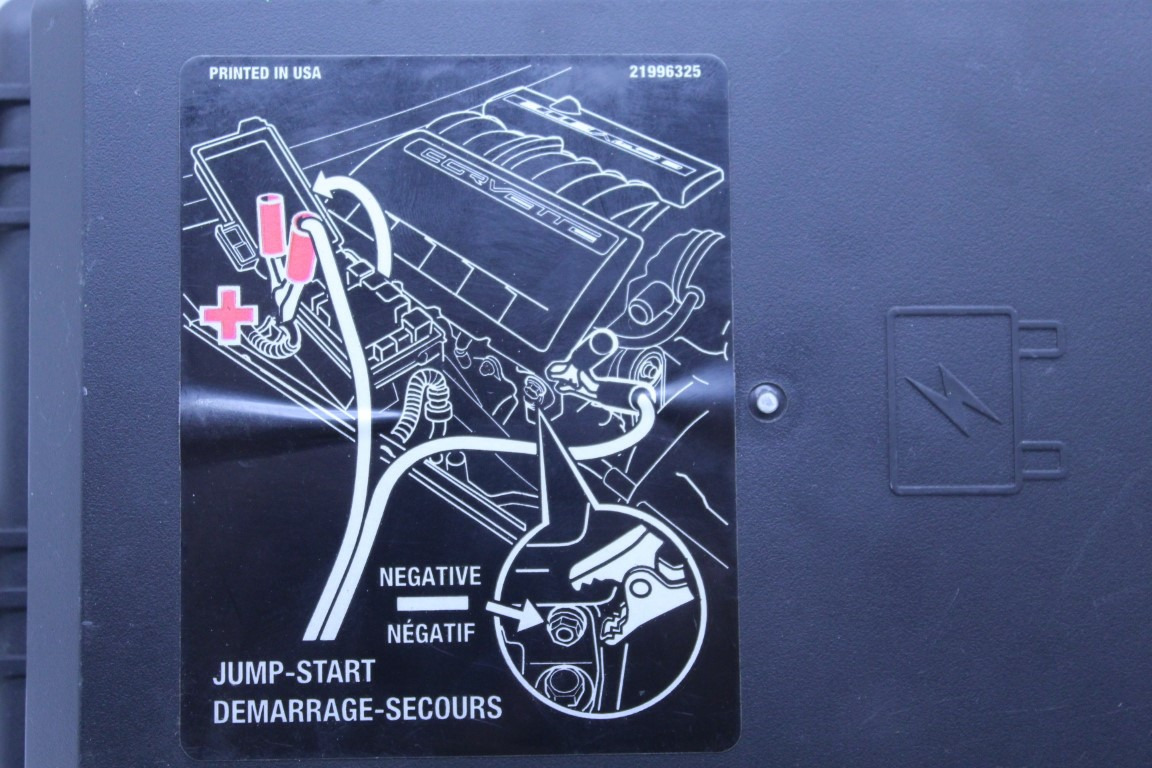 PRINTED IN USA 21996325
CORVETTE
NEGATIVE
NÉGATIF
JUMP-START
DEMARRAGE-SECOURS